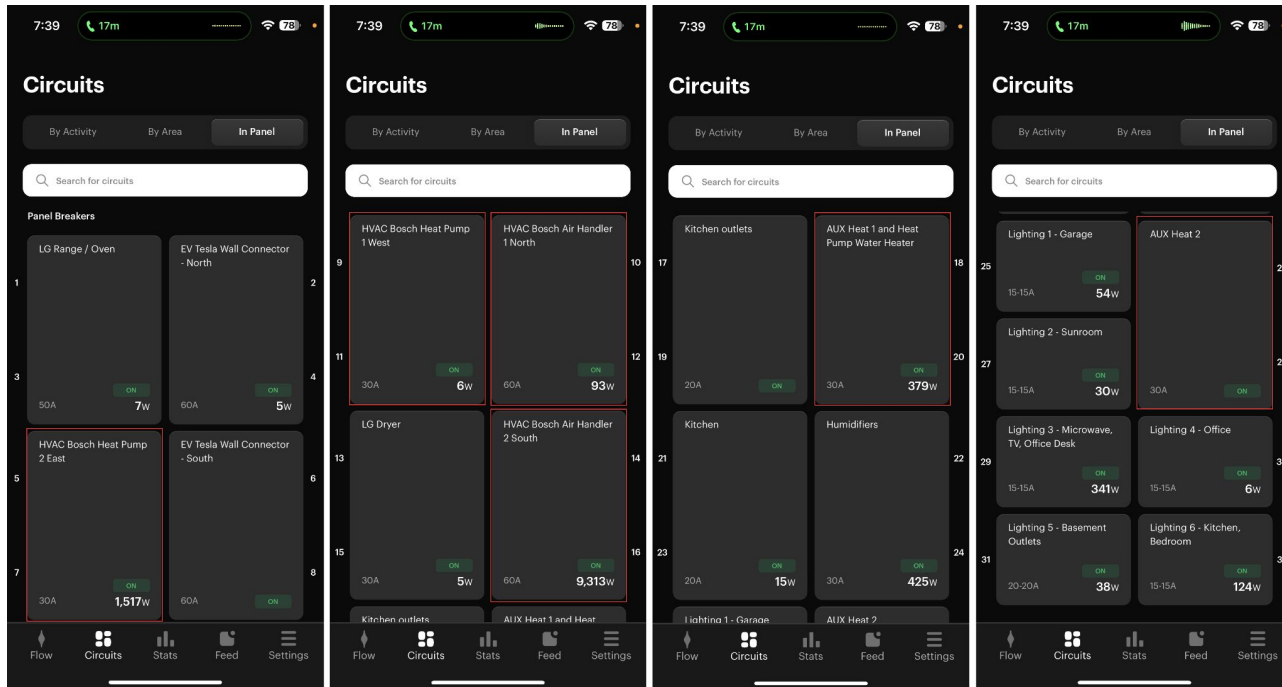 7:39
17m
78
Circuits
By Activity
By Area
In Panel
Search for circuits
Panel Breakers
LG Range / Oven
EV Tesla Wall Connector
- North
1
2
3
4
ON
ON
50A
7w
60A
5w
HVAC Bosch Heat Pump
2 East
EV Tesla Wall Connector
- South
5
6
7
8
ON
30A
1,517w
60A
ON
Flow
Circuits
Stats
Feed
Settings
7:39
17m
78
Circuits
By Activity
By Area
In Panel
Search for circuits
HVAC Bosch Heat Pump
1 West
HVAC Bosch Air Handler
1 North
9
10
11
12
ON
ON
30A
6w
60A
93w
LG Dryer
HVAC Bosch Air Handler
2 South
13
14
15
16
ON
ON
30A
5w
60A
9,313w
Kitchen outlets
AUX Heat 1 and Heat
Flow
Circuits
Stats
Feed
Settings
7:39
17m
78
Circuits
By Activity
By Area
In Panel
Search for circuits
Kitchen outlets
AUX Heat 1 and Heat
Pump Water Heater
17
18
19
20
ON
20A
ON
30A
379w
Kitchen
Humidifiers
21
22
23
24
ON
ON
20A
15w
30A
425w
Lighting 1 - Garage
AUX Heat 2
Flow
Circuits
Stats
Feed
Settings
7:39
17m
78
Circuits
By Activity
By Area
In Panel
Search for circuits
Lighting 1 - Garage
AUX Heat 2
25
ON
15-15A
54w
Lighting 2 - Sunroom
27
ON
15-15A
30w
30A
ON
Lighting 3 - Microwave,
TV, Office Desk
Lighting 4 - Office
29
ON
ON
15-15A
341w
15-15A
6w
Lighting 5 - Basement
Outlets
Lighting 6 - Kitchen,
Bedroom
31
ON
ON
20-20A
38w
15-15A
124w
Flow
Circuits
Stats
Feed
Settings